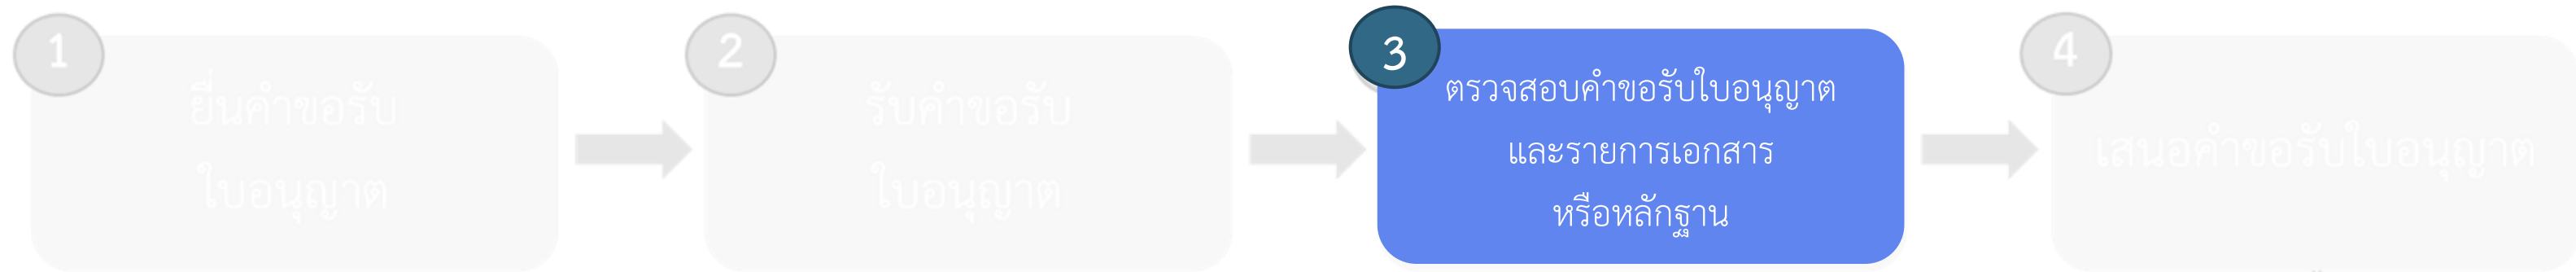 1
ยื่นคำขอรับ
ใบอนุญาต
2
รับคำขอรับ
ใบอนุญาต
3
ตรวจสอบคำขอรับใบอนุญาต
และรายการเอกสาร
หรือหลักฐาน
4
เสนอคำขอรับใบอนุญาต